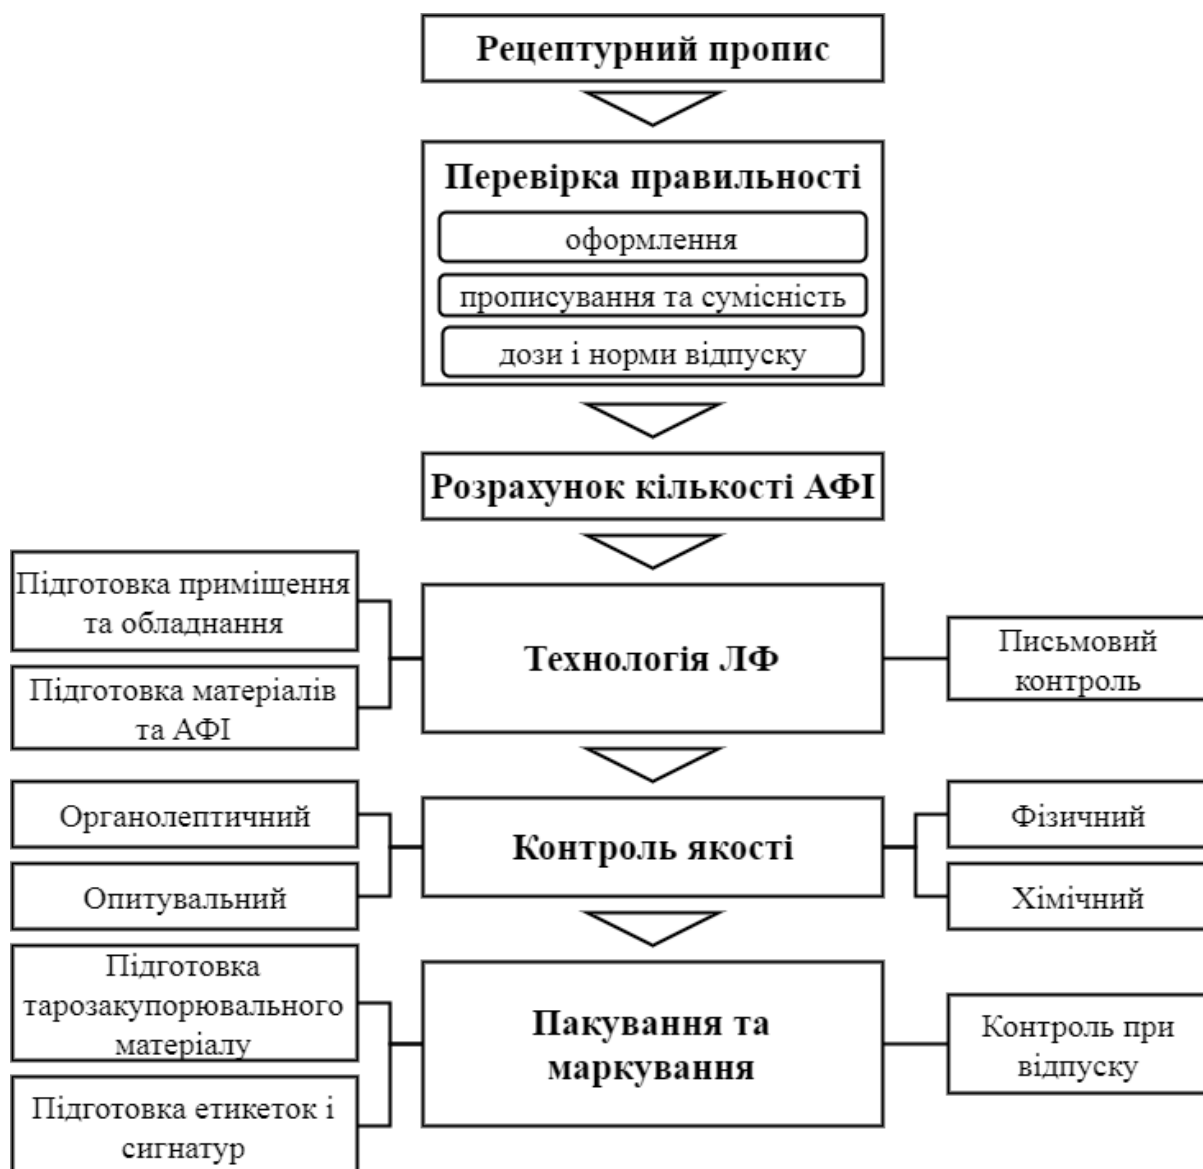 Рецептурний пропис
Перевірка правильності
оформлення
прописування та сумісність
дози і норми відпуску
Розрахунок кількості АФІ
Підготовка приміщення
та обладнання
Підготовка матеріалів
та АФІ
Технологія ЛФ
Письмовий
контроль
Органолептичний
Опитувальний
Контроль якості
Фізичний
Хімічний
Підготовка
тарозакупорювального
матеріалу
Підготовка етикеток і
сигнатур
Пакування та
маркування
Контроль при
відпуску